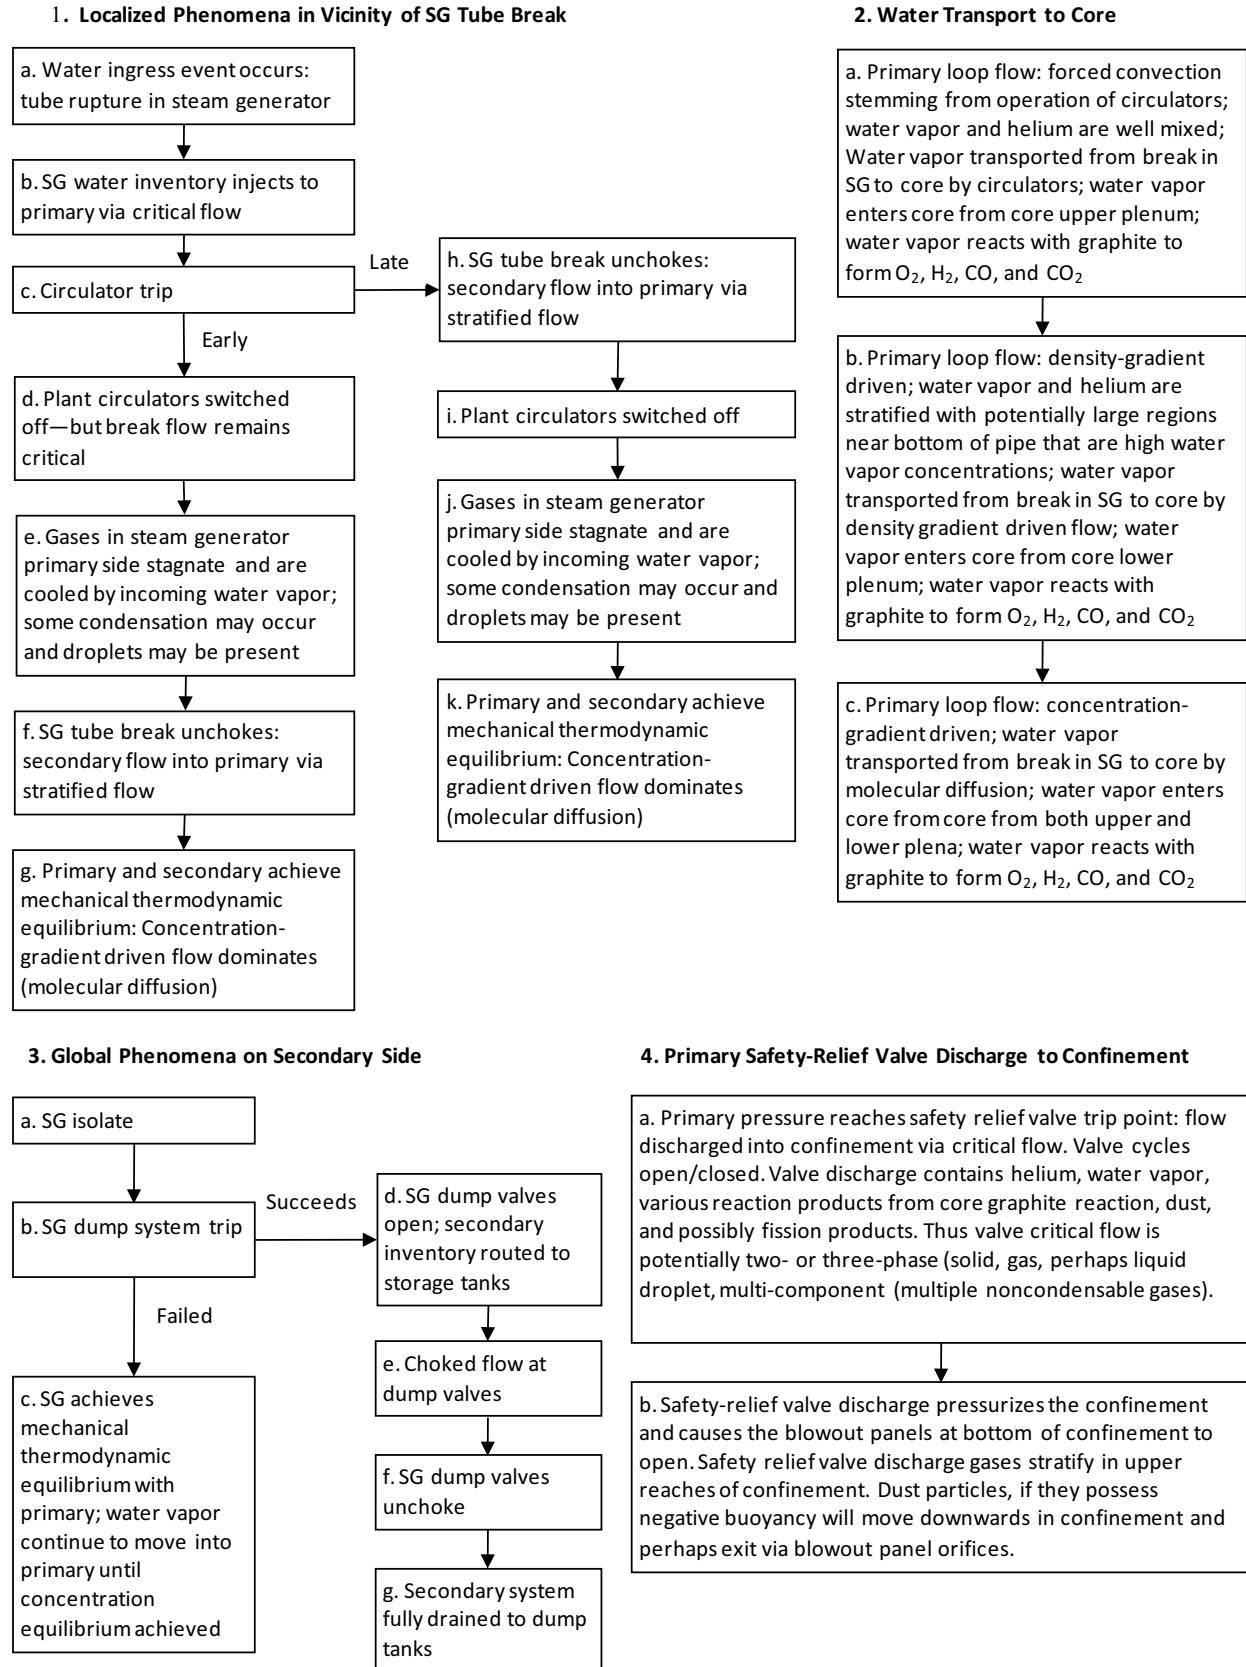 1. Localized Phenomena in Vicinity of SG Tube Break
a. Water ingress event occurs:
tube rupture in steam generator
b. SG water inventory injects to
primary via critical flow
c. Circulator trip
Late
Early
d. Plant circulators switched
off—but break flow remains
critical
e. Gases in steam generator
primary side stagnate and are
cooled by incoming water vapor;
some condensation may occur
and droplets may be present
f. SG tube break unchokes:
secondary flow into primary via
stratified flow
g. Primary and secondary achieve
mechanical thermodynamic
equilibrium: Concentration-
gradient driven flow dominates
(molecular diffusion)
h. SG tube break unchokes:
secondary flow into primary via
stratified flow
i. Plant circulators switched off
j. Gases in steam generator
primary side stagnate and are
cooled by incoming water vapor;
some condensation may occur and
droplets may be present
k. Primary and secondary achieve
mechanical thermodynamic
equilibrium: Concentration-
gradient driven flow dominates
(molecular diffusion)
2. Water Transport to Core
a. Primary loop flow: forced convection
stemming from operation of circulators;
water vapor and helium are well mixed;
Water vapor transported from break in
SG to core by circulators; water vapor
enters core from core upper plenum;
water vapor reacts with graphite to
form O₂, H₂, CO, and CO₂
b. Primary loop flow: density-gradient
driven; water vapor and helium are
stratified with potentially large regions
near bottom of pipe that are high water
vapor concentrations; water vapor
transported from break in SG to core by
density gradient driven flow; water
vapor enters core from core lower
plenum; water vapor reacts with
graphite to form O₂, H₂, CO, and CO₂
c. Primary loop flow: concentration-
gradient driven; water vapor
transported from break in SG to core by
molecular diffusion; water vapor enters
core from core from both upper and
lower plena; water vapor reacts with
graphite to form O₂, H₂, CO, and CO₂
3. Global Phenomena on Secondary Side
a. SG isolate
b. SG dump system trip
Succeeds
Failed
c. SG achieves
mechanical
thermodynamic
equilibrium with
primary; water vapor
continue to move into
primary until
concentration
equilibrium achieved
d. SG dump valves
open; secondary
inventory routed to
storage tanks
e. Choked flow at
dump valves
f. SG dump valves
unchoke
g. Secondary system
fully drained to dump
tanks
4. Primary Safety-Relief Valve Discharge to Confinement
a. Primary pressure reaches safety relief valve trip point: flow
discharged into confinement via critical flow. Valve cycles
open/closed. Valve discharge contains helium, water vapor,
various reaction products from core graphite reaction, dust,
and possibly fission products. Thus valve critical flow is
potentially two- or three-phase (solid, gas, perhaps liquid
droplet, multi-component (multiple noncondensable gases).
b. Safety-relief valve discharge pressurizes the confinement
and causes the blowout panels at bottom of confinement to
open. Safety relief valve discharge gases stratify in upper
reaches of confinement. Dust particles, if they possess
negative buoyancy will move downwards in confinement and
perhaps exit via blowout panel orifices.